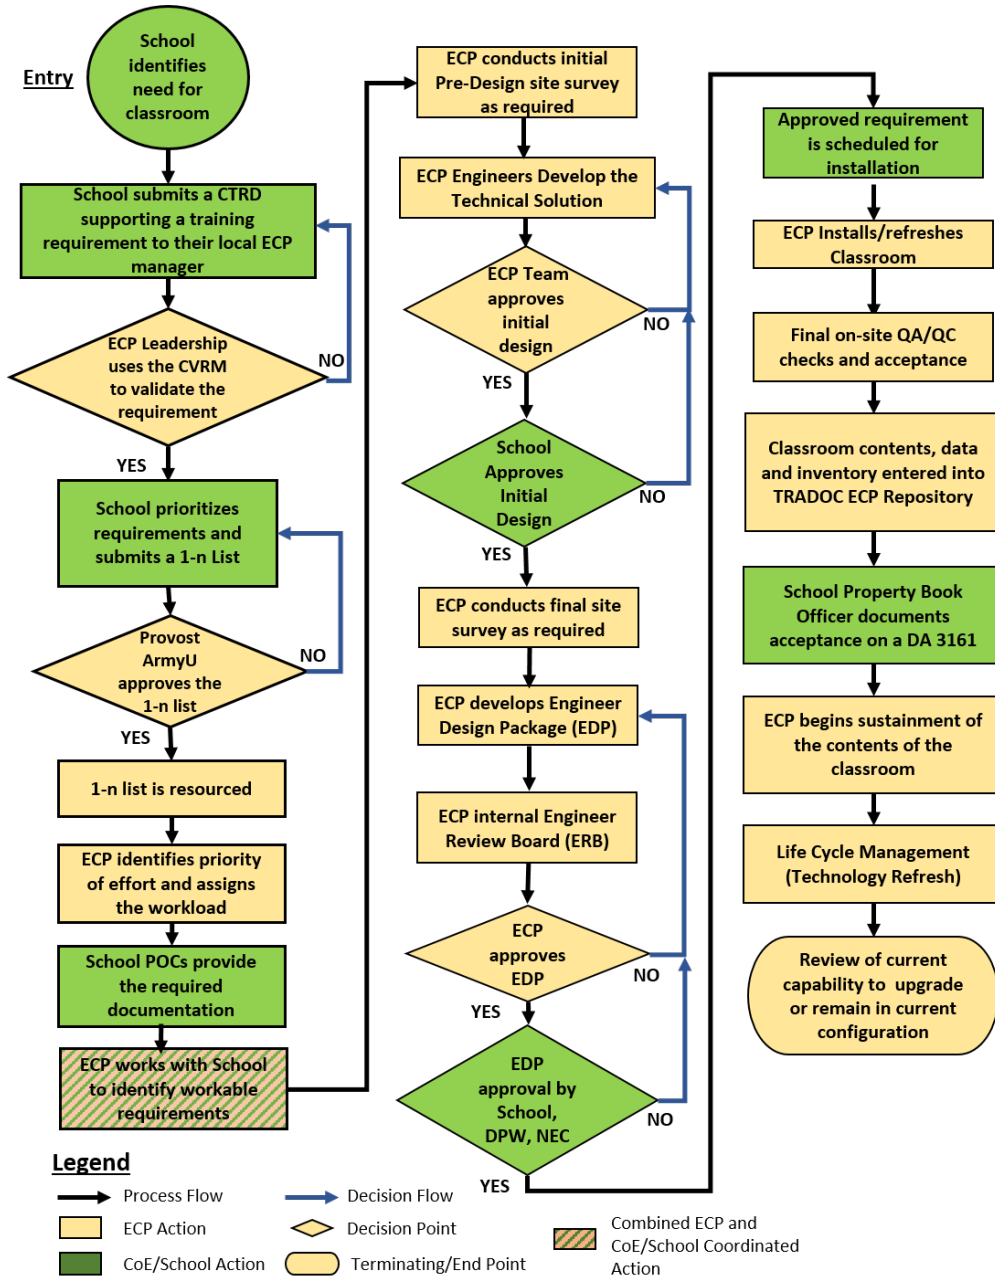 Entry
School
identifies
need for
classroom
School submits a CTRD
supporting a training
requirement to their local ECP
manager
ECP Leadership
uses the CVRM
to validate the
requirement
NO
YES
School prioritizes
requirements and
submits a 1-n List
Provost
ArmyU
approves the
1-n list
NO
YES
1-n list is resourced
ECP identifies priority
of effort and assigns
the workload
School POCs provide
the required
documentation
ECP works with School
to identify workable
requirements
ECP conducts initial
Pre-Design site survey
as required
ECP Engineers Develop the
Technical Solution
ECP Team
approves
initial
design
NO
YES
School
Approves
Initial
Design
NO
YES
ECP conducts final site
survey as required
ECP develops Engineer
Design Package (EDP)
ECP internal Engineer
Review Board (ERB)
ECP
approves
EDP
NO
YES
EDP
approval by
School,
DPW, NEC
NO
YES
Approved requirement
is scheduled for
installation
ECP Installs/refreshes
Classroom
Final on-site QA/QC
checks and acceptance
Classroom contents, data
and inventory entered into
TRADOC ECP Repository
School Property Book
Officer documents
acceptance on a DA 3161
ECP begins sustainment of
the contents of the
classroom
Life Cycle Management
(Technology Refresh)
Review of current
capability to upgrade
or remain in current
configuration
Legend
Process Flow
Decision Flow
ECP Action
Decision Point
CoE/School Action
Terminating/End Point
Combined ECP and
CoE/School Coordinated
Action